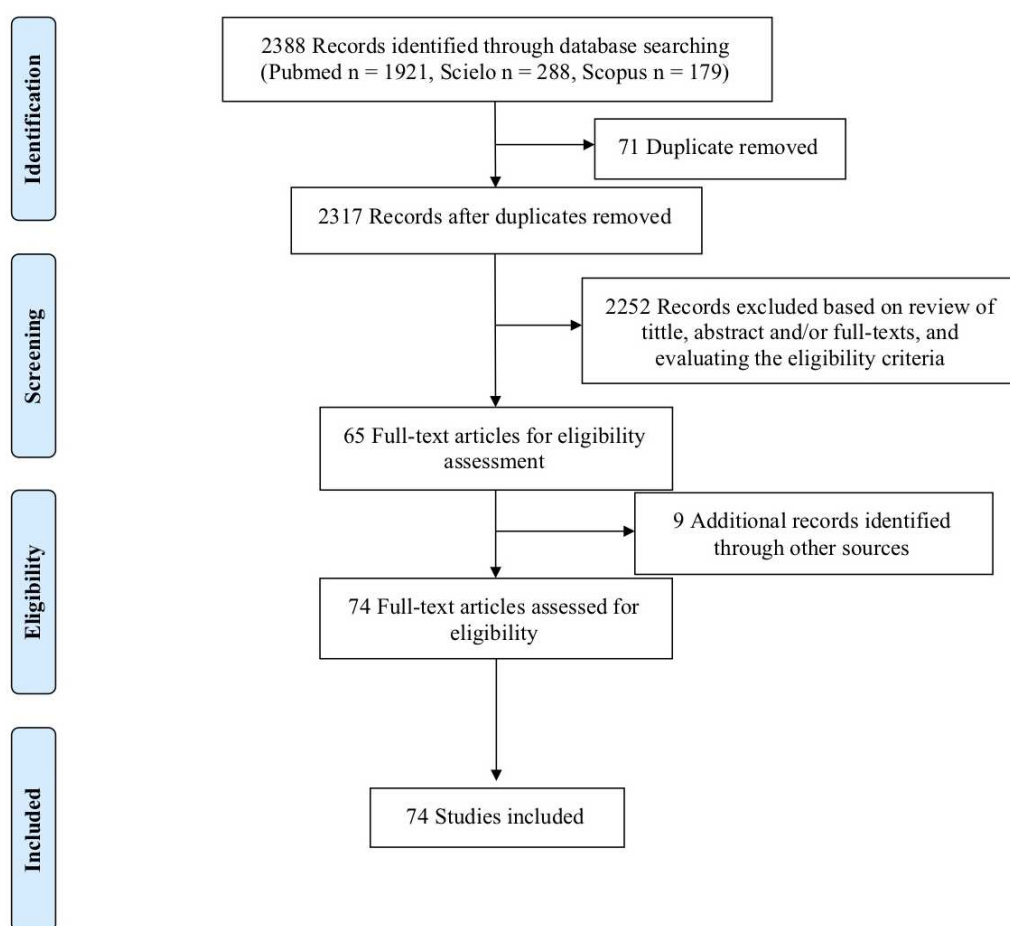 Identification
2388 Records identified through database searching
(Pubmed n = 1921, Scielo n = 288, Scopus n = 179)
71 Duplicate removed
2317 Records after duplicates removed
Screening
2252 Records excluded based on review of
tittle, abstract and/or full-texts, and
evaluating the eligibility criteria
65 Full-text articles for eligibility
assessment
Eligibility
9 Additional records identified
through other sources
74 Full-text articles assessed for
eligibility
Included
74 Studies included